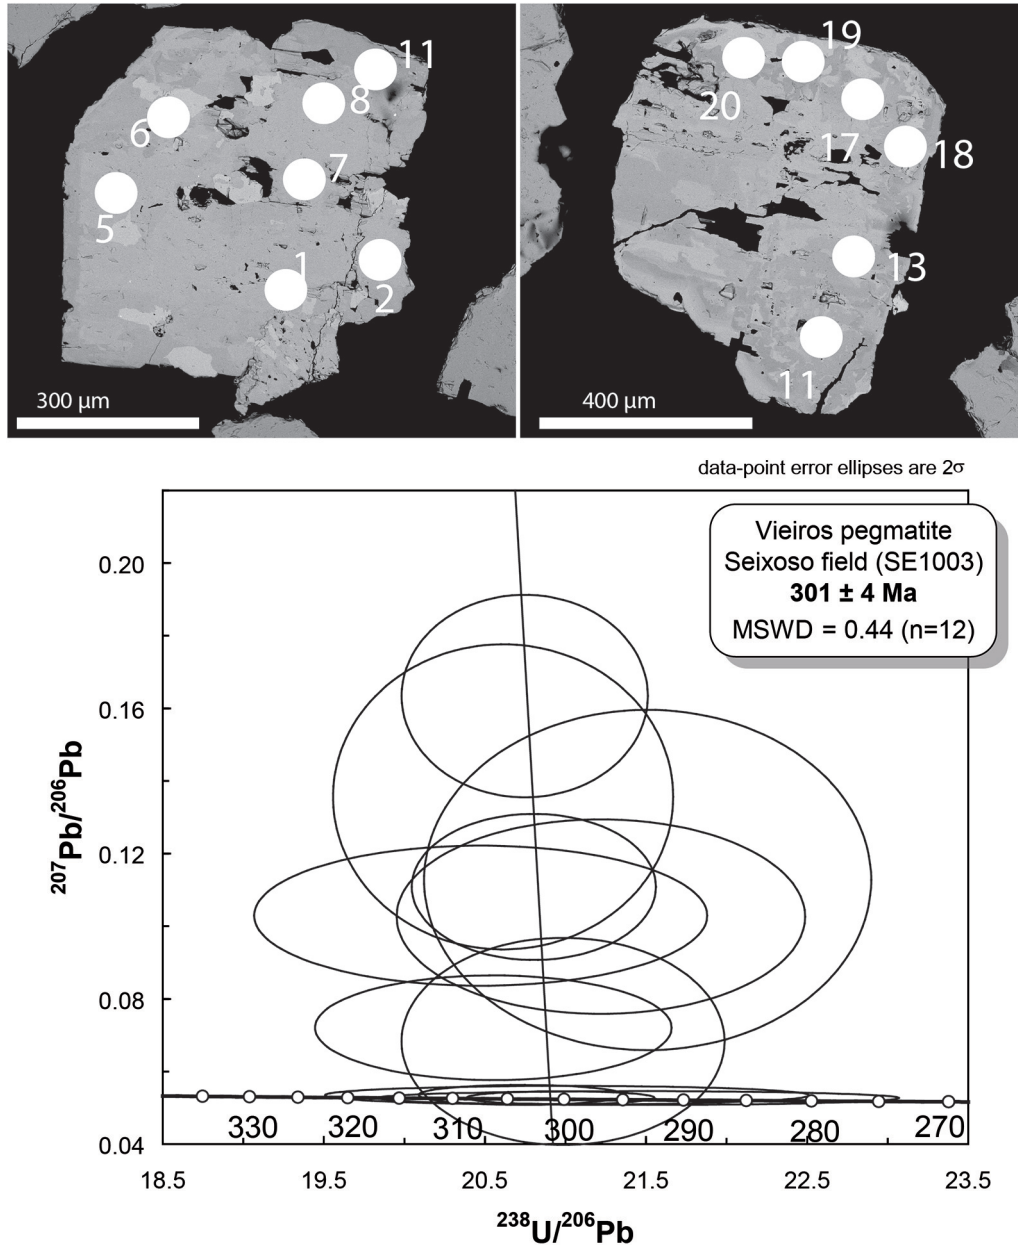 11
8
6
7
5
1
2
300 µm
19
20
17
18
13
11
400 µm
data-point error ellipses are 2σ
Vieiros pegmatite
Seixoso field (SE1003)
301 ± 4 Ma
MSWD = 0.44 (n=12)
0.20
0.16
0.12
0.08
0.04
207Pb/206Pb
330 320 310 300 290 280 270
18.5 19.5 20.5 21.5 22.5 23.5
238U/206Pb